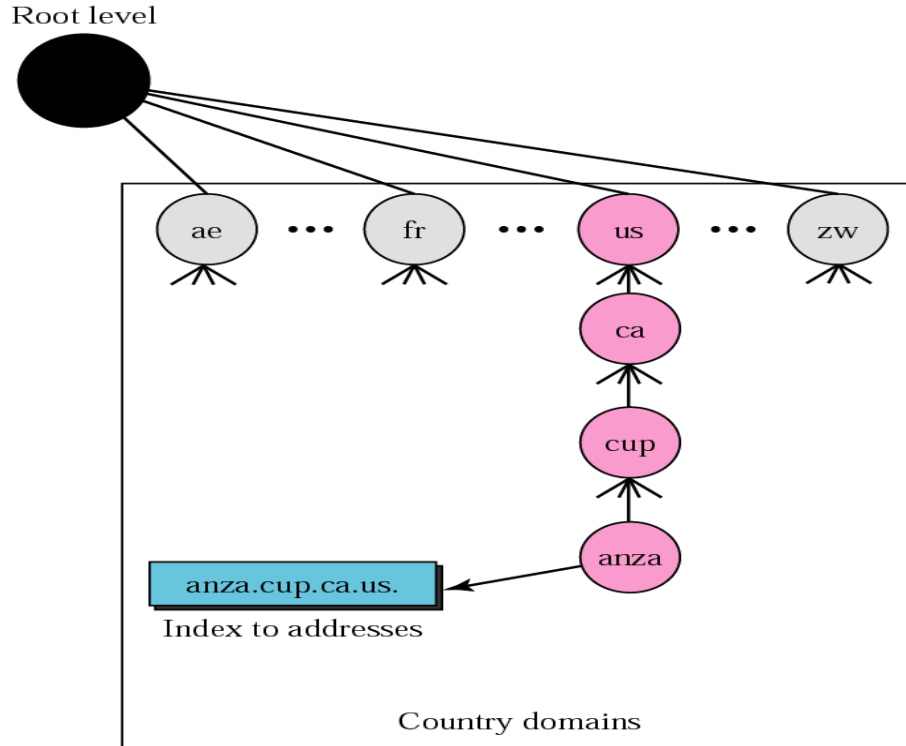 Root level
ae ••• fr ••• us ••• zw
ca
cup
anza
anza.cup.ca.us.
Index to addresses
Country domains